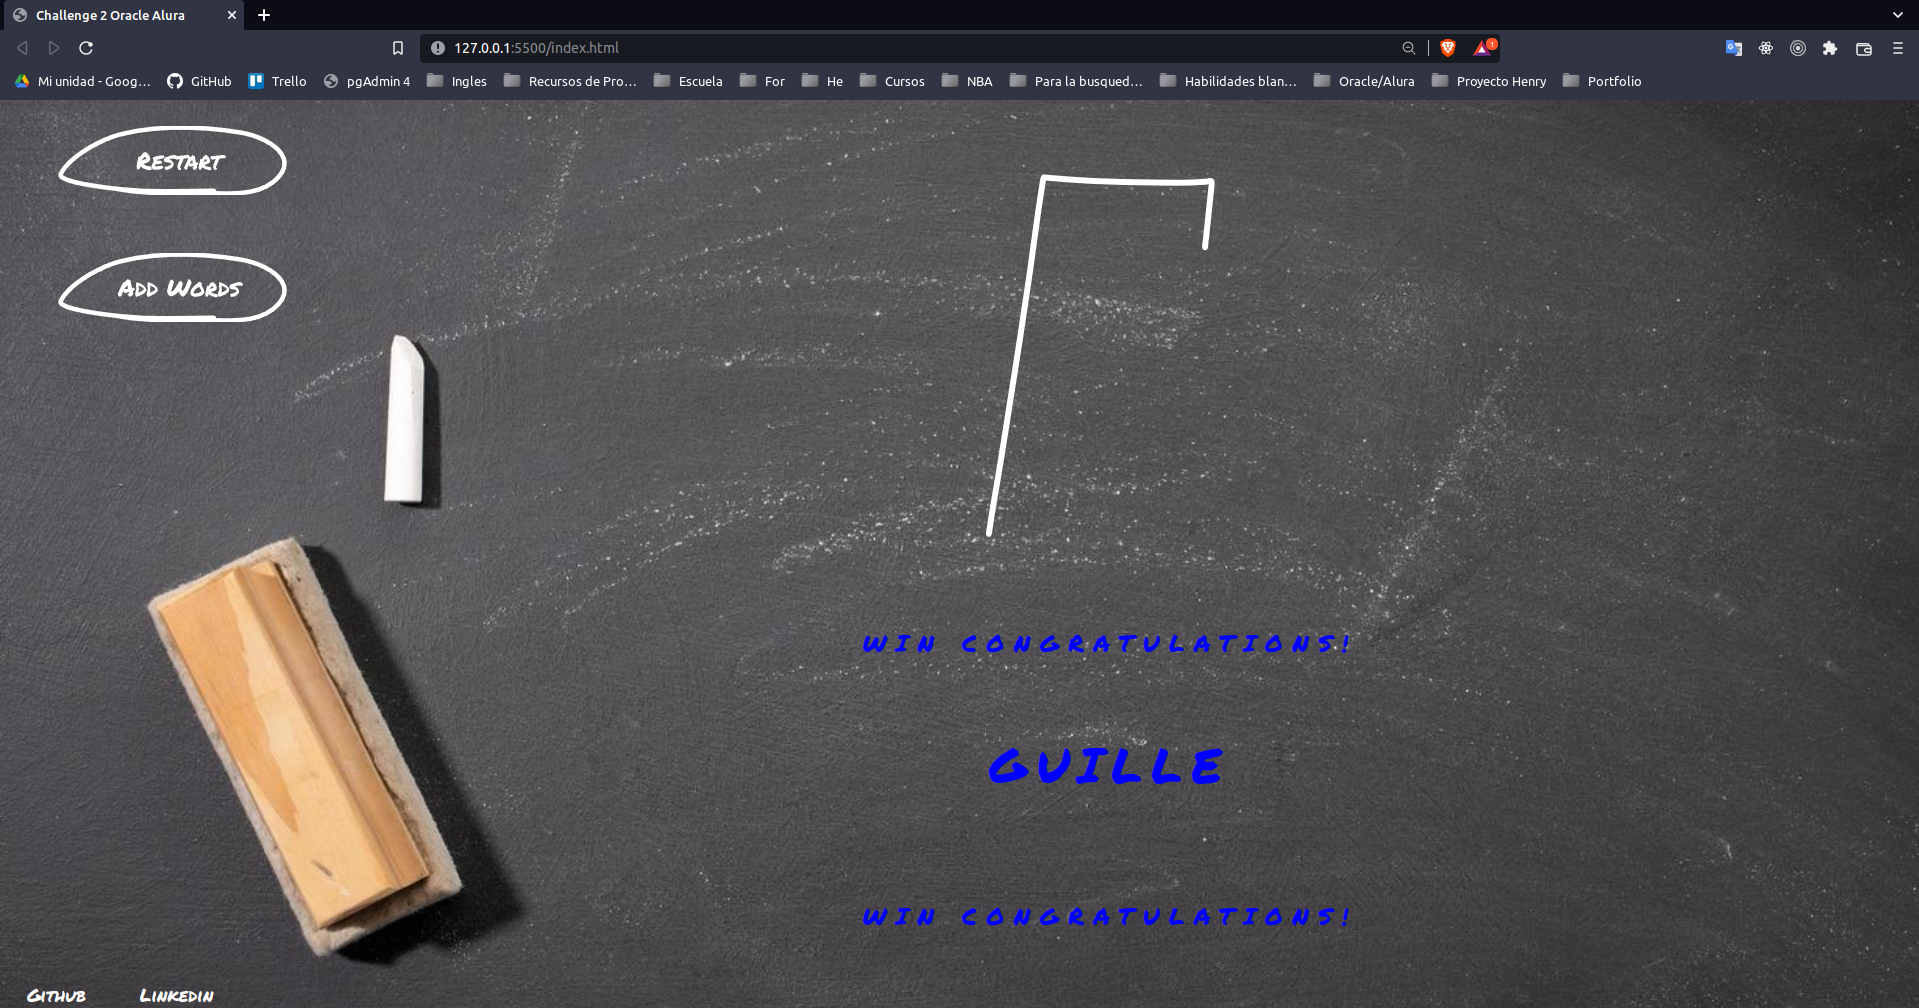 Challenge 2 Oracle Alura
127.0.0.1:5500/index.html
1
Mi unidad - Goog... GitHub Trello pgAdmin 4 Ingles Recursos de Pro... Escuela For He Cursos NBA Para la busqued... Habilidades blan... Oracle/Alura Proyecto Henry Portfolio
Restart
Add Words
WIN CONGRATULATIONS!
GUILLE
WIN CONGRATULATIONS!
Github Linkedin